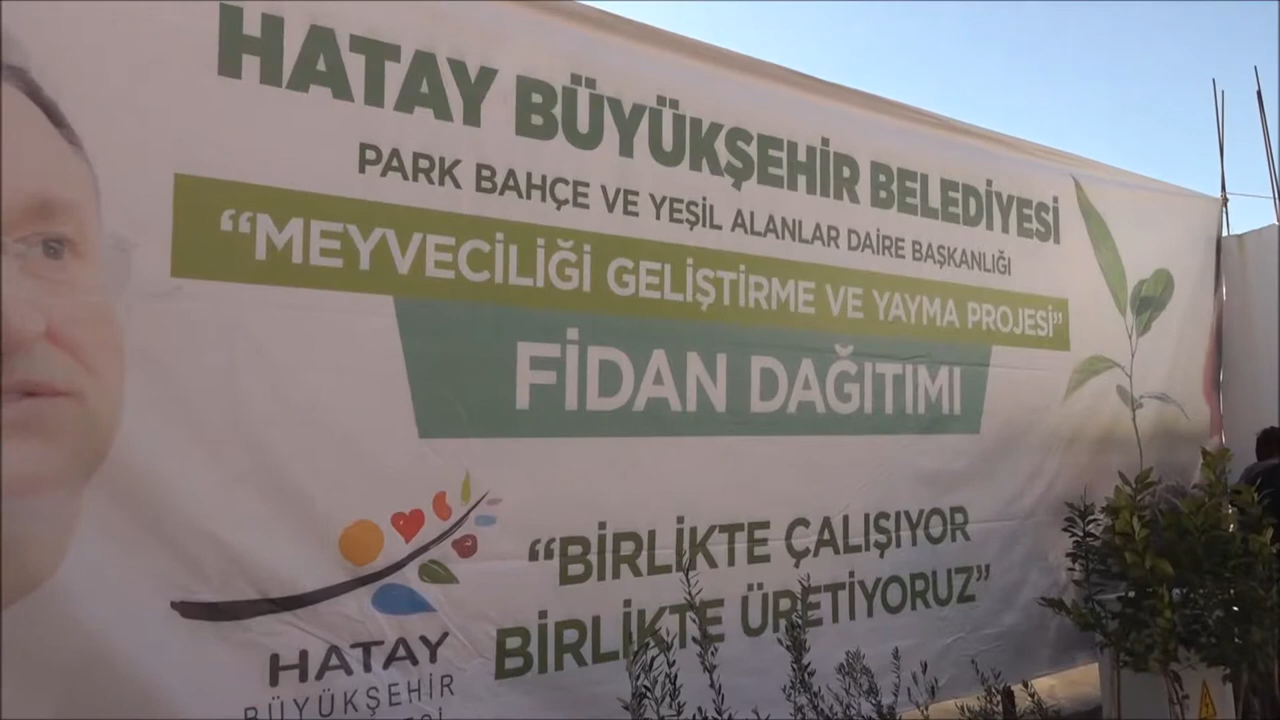 HATAY BÜYÜKŞEHİR BELEDİYESİ
PARK BAHÇE VE YEŞİL ALANLAR DAİRE BAŞKANLIĞI
“MEYVECİLİĞİ GELİŞTİRME VE YAYMA PROJESİ”
FİDAN DAĞITIMI
“BİRLİKTE ÇALIŞIYOR
BİRLİKTE ÜRETİYORUZ”
HATAY
BÜYÜKŞEHİR